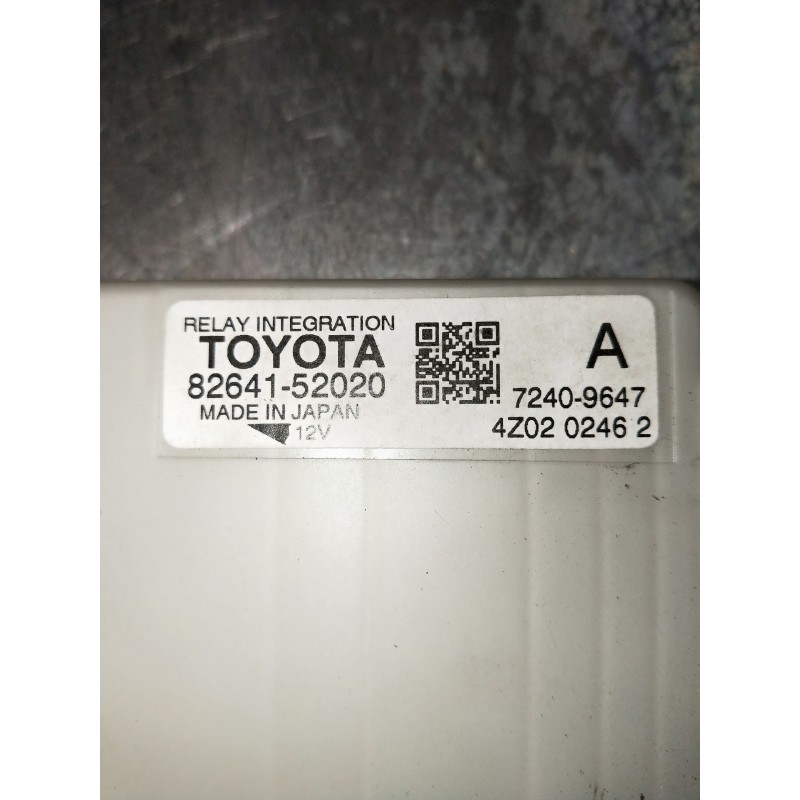 RELAY INTEGRATION
TOYOTA
82641-52020
MADE IN JAPAN
12V
A
7240-9647
4Z02 0246 2